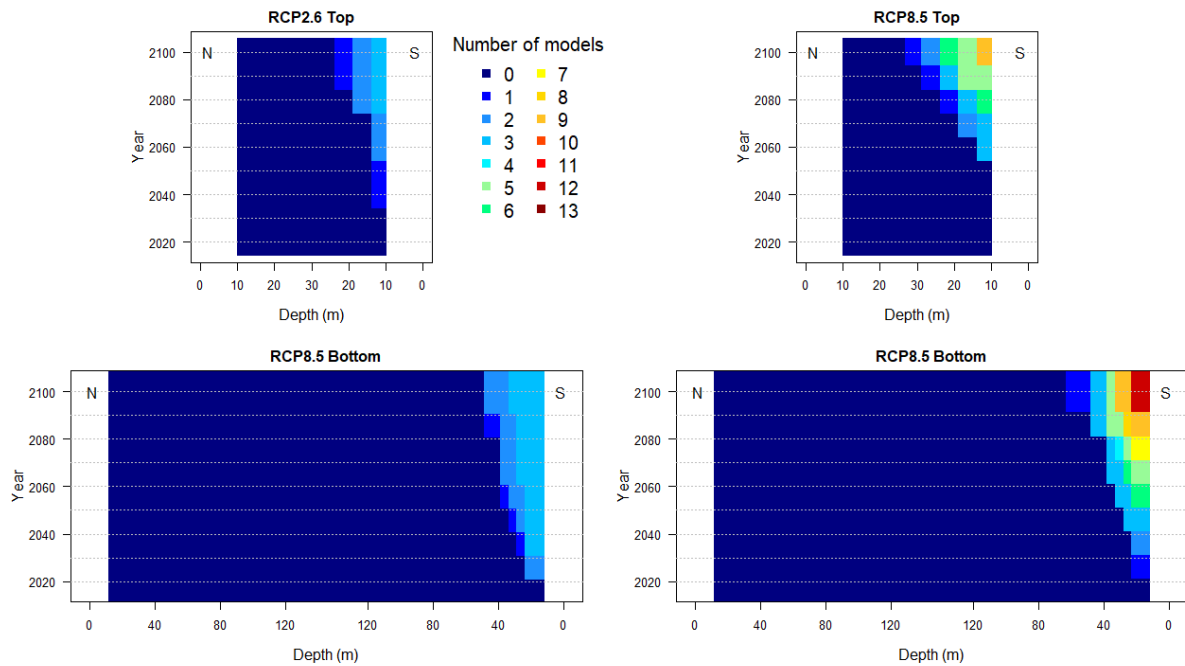 RCP2.6 Top
N
S
2100
2080
2060
2040
2020
Year
0 10 20 30 20 10 0
Depth (m)
Number of models
0 7
1 8
2 9
3 10
4 11
5 12
6 13
RCP8.5 Top
N
S
2100
2080
2060
2040
2020
Year
0 10 20 30 20 10 0
Depth (m)
RCP8.5 Bottom
N
S
2100
2080
2060
2040
2020
Year
0 40 80 120 120 80 40 0
Depth (m)
RCP8.5 Bottom
N
S
2100
2080
2060
2040
2020
Year
0 40 80 120 120 80 40 0
Depth (m)